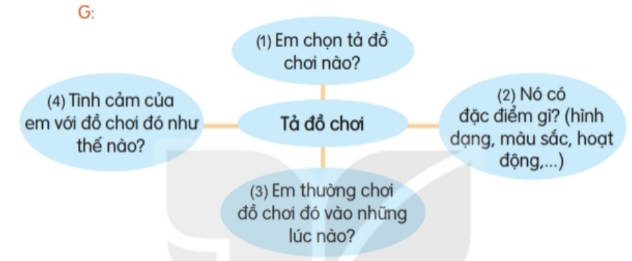 G:
(1) Em chọn tả đồ
chơi nào?
(4) Tình cảm của
em với đồ chơi đó như
thế nào?
Tả đồ chơi
(2) Nó có
đặc điểm gì? (hình
dạng, màu sắc, hoạt
động,...)
(3) Em thường chơi
đồ chơi đó vào những
lúc nào?